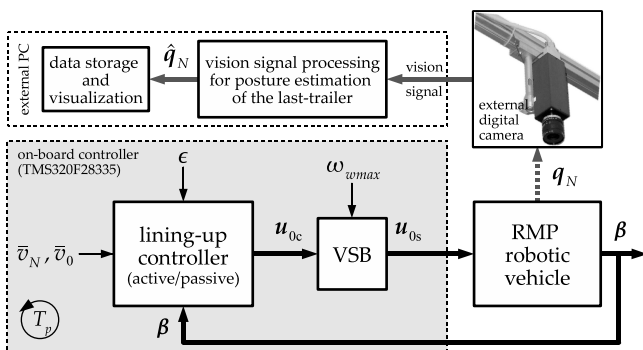 external PC
data storage
and
visualization
q̂_N
vision signal processing
for posture estimation
of the last-trailer
vision
signal
external
digital
camera
on-board controller
(TMS320F28335)
ϵ
ω_wmax
q_N
v̄_N , v̄_0
lining-up
controller
(active/passive)
u_0c
VSB
u_0s
RMP
robotic
vehicle
β
T_p
β